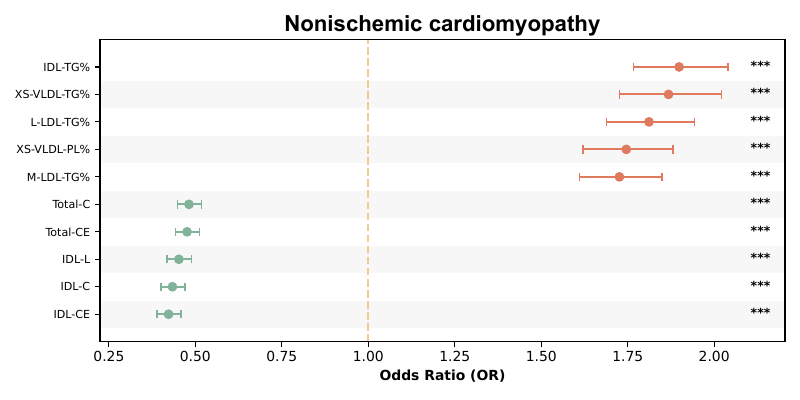 Nonischemic cardiomyopathy
IDL-TG% ***
XS-VLDL-TG% ***
L-LDL-TG% ***
XS-VLDL-PL% ***
M-LDL-TG% ***
Total-C ***
Total-CE ***
IDL-L ***
IDL-C ***
IDL-CE ***
0.25 0.50 0.75 1.00 1.25 1.50 1.75 2.00
Odds Ratio (OR)